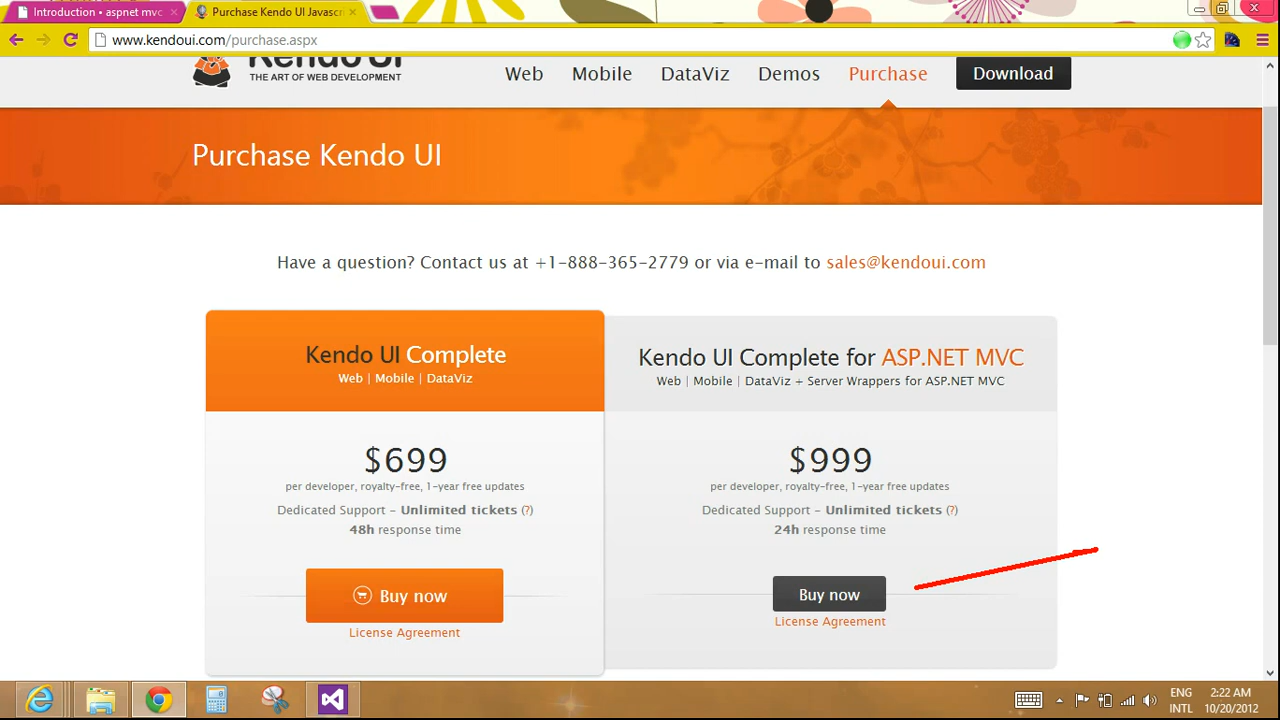 Introduction • aspnet mvc
Purchase Kendo UI Javascr
www.kendoui.com/purchase.aspx
Kendo UI
THE ART OF WEB DEVELOPMENT
Web Mobile DataViz Demos Purchase Download
Purchase Kendo UI
Have a question? Contact us at +1-888-365-2779 or via e-mail to sales@kendoui.com
Kendo UI Complete
Web | Mobile | DataViz
$699
per developer, royalty-free, 1-year free updates
Dedicated Support – Unlimited tickets (?)
48h response time
Buy now
License Agreement
Kendo UI Complete for ASP.NET MVC
Web | Mobile | DataViz + Server Wrappers for ASP.NET MVC
$999
per developer, royalty-free, 1-year free updates
Dedicated Support – Unlimited tickets (?)
24h response time
Buy now
License Agreement
ENG
INTL
2:22 AM
10/20/2012